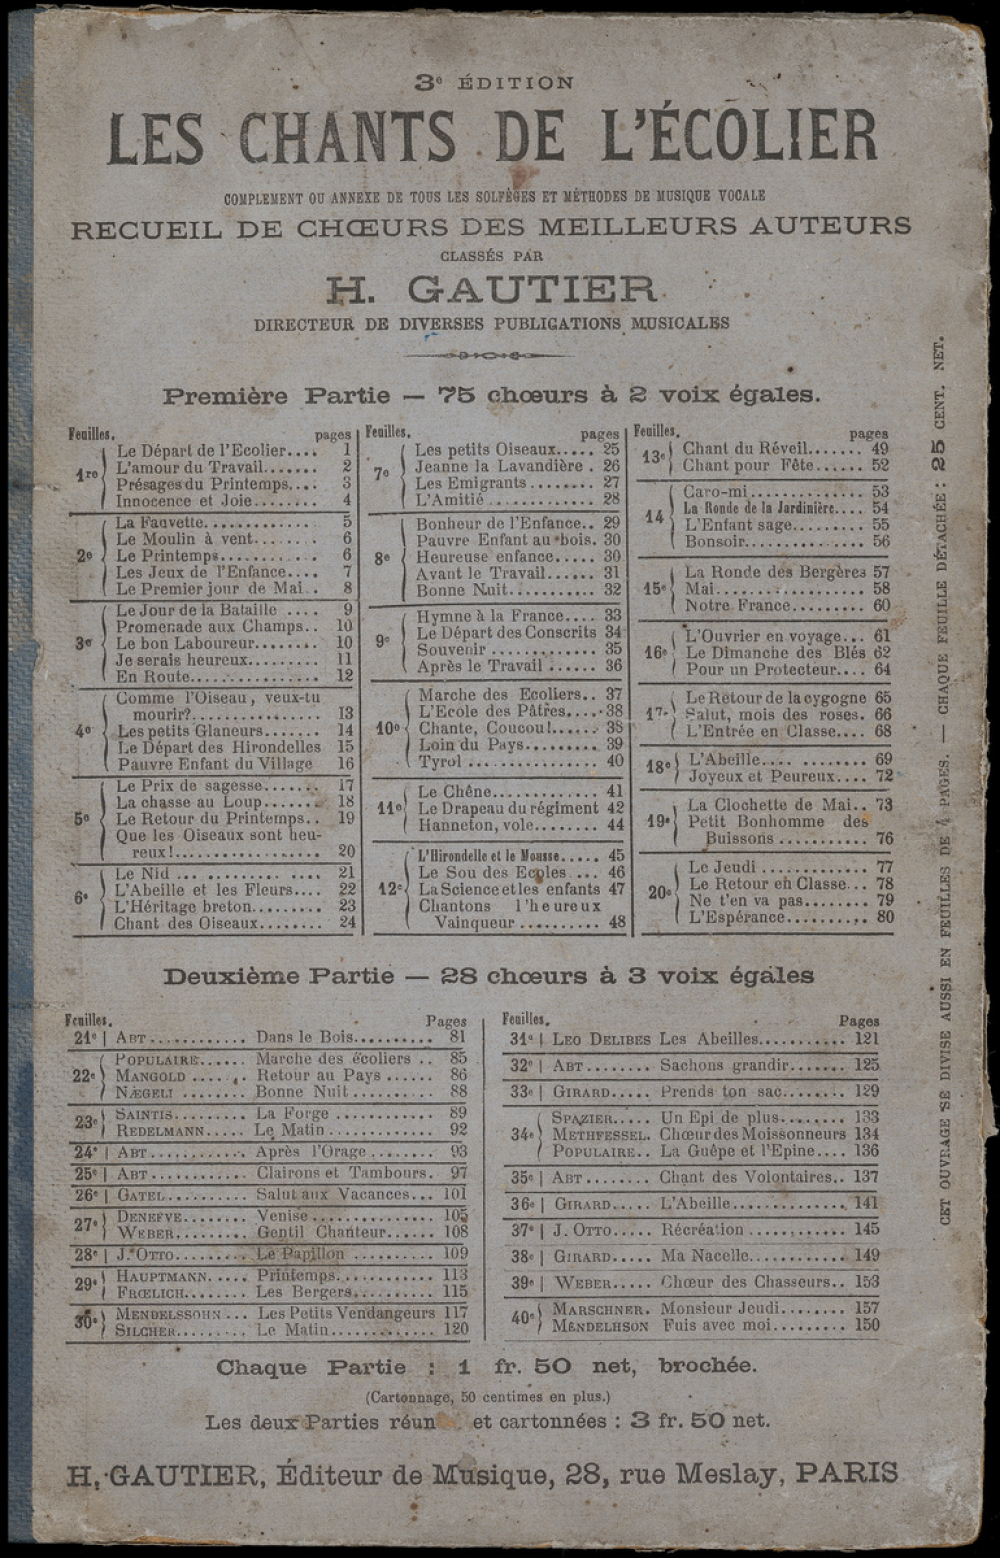 3e ÉDITION
LES CHANTS DE L'ÉCOLIER
COMPLEMENT OU ANNEXE DE TOUS LES SOLFÈGES ET MÉTHODES DE MUSIQUE VOCALE
RECUEIL DE CHŒURS DES MEILLEURS AUTEURS
CLASSÉS PAR
H. GAUTIER
DIRECTEUR DE DIVERSES PUBLICATIONS MUSICALES
Première Partie — 75 chœurs à 2 voix égales.
Feuilles. pages
1re
Le Départ de l'Ecolier.... 1
L'amour du Travail....... 2
Présages du Printemps.... 3
Innocence et Joie......... 4
2e
La Fauvette.............. 5
Le Moulin à vent........ 6
Le Printemps............ 6
Les Jeux de l'Enfance.... 7
Le Premier jour de Mai.. 8
3e
Le Jour de la Bataille .... 9
Promenade aux Champs.. 10
Le bon Laboureur........ 10
Je serais heureux......... 11
En Route................ 12
4e
Comme l'Oiseau, veux-tu
mourir?................ 13
Les petits Glaneurs....... 14
Le Départ des Hirondelles 15
Pauvre Enfant du Village 16
5e
Le Prix de sagesse....... 17
La chasse au Loup....... 18
Le Retour du Printemps.. 19
Que les Oiseaux sont heu-
reux!.................. 20
6e
Le Nid ... ......... .... 21
L'Abeille et les Fleurs.... 22
L'Héritage breton......... 23
Chant des Oiseaux........ 24
Feuilles. pages
7e
Les petits Oiseaux..... 25
Jeanne la Lavandière . 26
Les Emigrants ........ 27
L'Amitié ............. 28
8e
Bonheur de l'Enfance.. 29
Pauvre Enfant au bois. 30
Heureuse enfance..... 30
Avant le Travail...... 31
Bonne Nuit........... 32
9e
Hymne à la France.... 33
Le Départ des Conscrits 34
Souvenir ............. 35
Après le Travail ...... 36
10e
Marche des Ecoliers.. 37
L'Ecole des Pâtres..... 38
Chante, Coucou!...... 38
Loin du Pays......... 39
Tyrol ................ 40
11e
Le Chêne............. 41
Le Drapeau du régiment 42
Hanneton, vole........ 44
12e
L'Hirondelle et le Mousse..... 45
Le Sou des Ecoles.... 46
La Science et les enfants 47
Chantons l'heureux
Vainqueur .......... 48
Feuilles. pages
13e
Chant du Réveil....... 49
Chant pour Fête...... 52
14
Caro-mi.............. 53
La Ronde de la Jardinière.... 54
L'Enfant sage......... 55
Bonsoir............... 56
15e
La Ronde des Bergères 57
Mai................... 58
Notre France......... 60
16e
L'Ouvrier en voyage... 61
Le Dimanche des Blés 62
Pour un Protecteur.... 64
17e
Le Retour de la cygogne 65
Salut, mois des roses. 66
L'Entrée en Classe.... 68
18e
L'Abeille.... ......... 69
Joyeux et Peureux.... 72
19e
La Clochette de Mai.. 73
Petit Bonhomme des
Buissons ........... 76
20e
Le Jeudi ............. 77
Le Retour en Classe... 78
Ne t'en va pas........ 79
L'Espérance.......... 80
Deuxième Partie — 28 chœurs à 3 voix égales
Feuilles. Pages
21e | ABT............ Dans le Bois.......... 81
22e
POPULAIRE...... Marche des écoliers .. 85
MANGOLD ....... Retour au Pays ...... 86
NÆGELI ........ Bonne Nuit .......... 88
23e
SAINTIS......... La Forge ............ 89
REDELMANN..... Le Matin ............. 92
24e | ABT............ Après l'Orage ........ 93
25e | ABT............ Clairons et Tambours. 97
26e | GATEL.......... Salut aux Vacances... 101
27e
DENEFVE........ Venise............... 105
WEBER......... Gentil Chanteur...... 108
28e | J. OTTO......... Le Papillon .......... 109
29e
HAUPTMANN..... Printemps............ 113
FRŒLICH........ Les Bergers.......... 115
30e
MENDELSSOHN... Les Petits Vendangeurs 117
SILCHER......... Le Matin............. 120
Feuilles. Pages
31e | LEO DELIBES Les Abeilles........... 121
32e | ABT........ Sachons grandir....... 125
33e | GIRARD..... Prends ton sac........ 129
34e
SPAZIER..... Un Epi de plus........ 133
METHFESSEL. Chœur des Moissonneurs 134
POPULAIRE.. La Guêpe et l'Epine.... 136
35e | ABT........ Chant des Volontaires.. 137
36e | GIRARD..... L'Abeille.............. 141
37e | J. OTTO..... Récréation ........... 145
38e | GIRARD..... Ma Nacelle............ 149
39e | WEBER..... Chœur des Chasseurs.. 153
40e
MARSCHNER. Monsieur Jeudi........ 157
MENDELHSON Fuis avec moi......... 150
Chaque Partie : 1 fr. 50 net, brochée.
(Cartonnage, 50 centimes en plus.)
Les deux Parties réun et cartonnées : 3 fr. 50 net.
H. GAUTIER, Éditeur de Musique, 28, rue Meslay, PARIS
CET OUVRAGE SE DIVISE AUSSI EN FEUILLES DE 4 PAGES. — CHAQUE FEUILLE DÉTACHÉE : 25 CENT. NET.